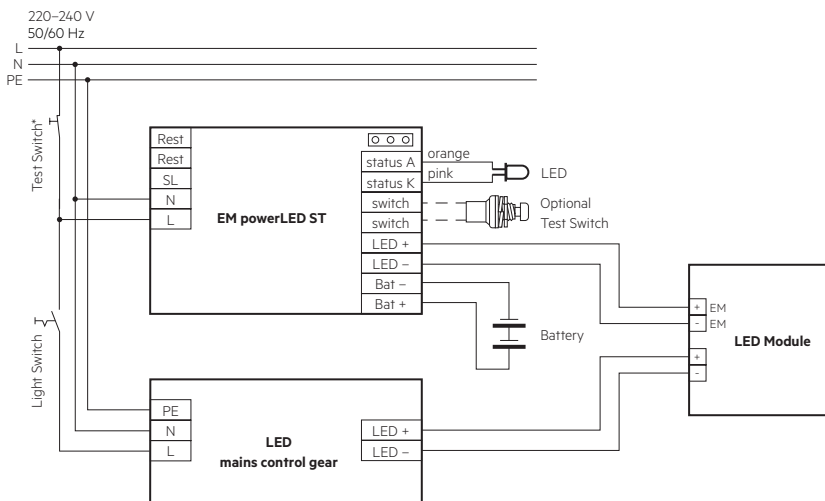 220–240 V
50/60 Hz
L
N
PE
Test Switch*
Light Switch
Rest
Rest
SL
N
L
EM powerLED ST
status A
status K
switch
switch
LED +
LED –
Bat –
Bat +
orange
pink
LED
Optional
Test Switch
Battery
+ EM
- EM
+
-
LED Module
PE
N
L
LED
mains control gear
LED +
LED –